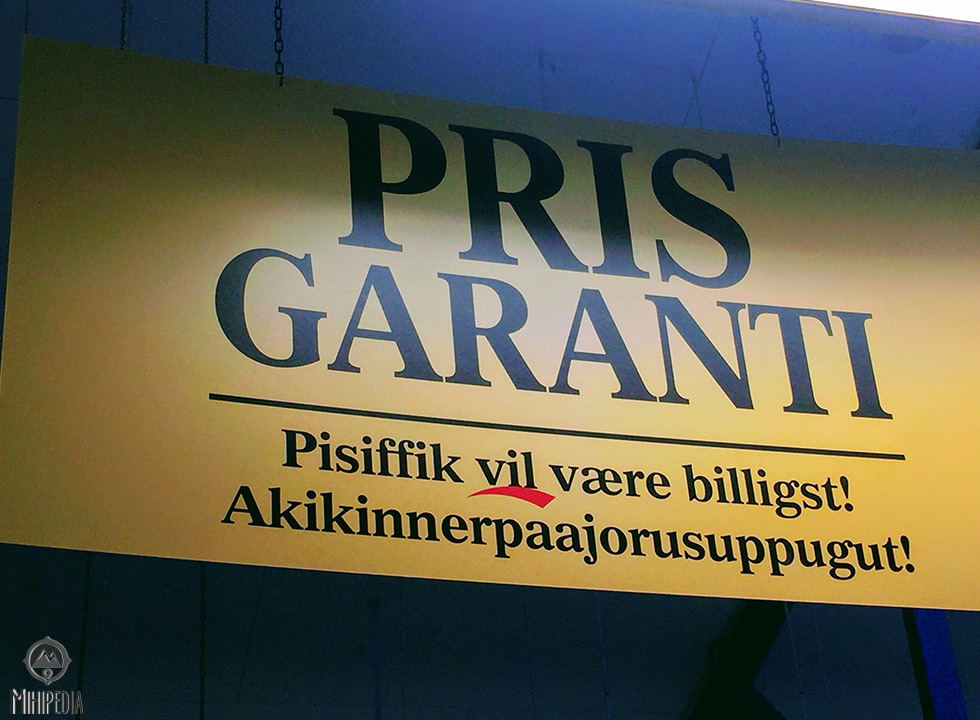 PRIS
GARANTI
Pisiffik vil være billigst!
Akikinnerpaajorusuppugut!
MIHIPEDIA